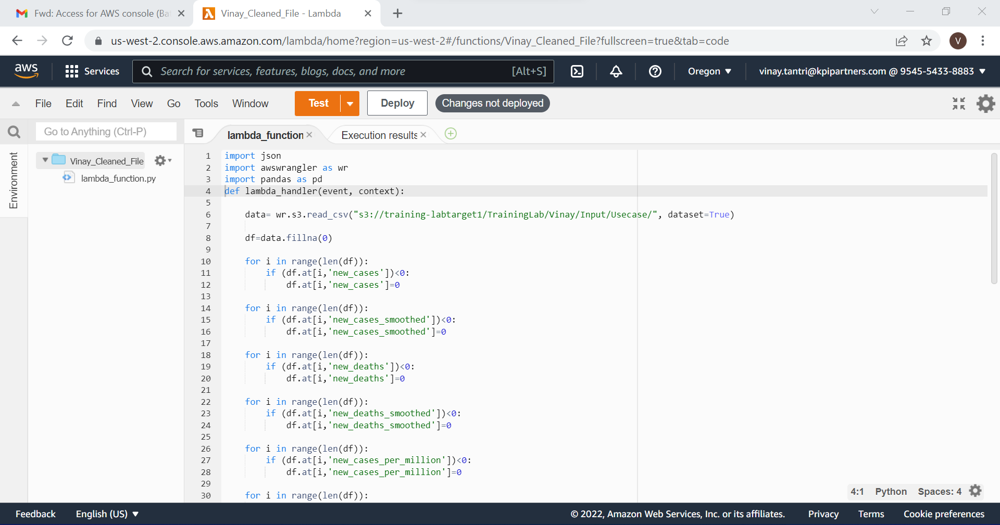 Fwd: Access for AWS console (Ba
Vinay_Cleaned_File - Lambda
us-west-2.console.aws.amazon.com/lambda/home?region=us-west-2#/functions/Vinay_Cleaned_File?fullscreen=true&tab=code
V
aws
Services
Search for services, features, blogs, docs, and more
[Alt+S]
Oregon
vinay.tantri@kpipartners.com @ 9545-5433-8883
File Edit Find View Go Tools Window
Test
Deploy
Changes not deployed
Go to Anything (Ctrl-P)
lambda_function
Execution results
Environment
Vinay_Cleaned_File
lambda_function.py
1 import json
2 import awswrangler as wr
3 import pandas as pd
4 def lambda_handler(event, context):
5
6     data= wr.s3.read_csv("s3://training-labtarget1/TrainingLab/Vinay/Input/Usecase/", dataset=True)
7
8     df=data.fillna(0)
9
10     for i in range(len(df)):
11         if (df.at[i,'new_cases'])<0:
12             df.at[i,'new_cases']=0
13
14     for i in range(len(df)):
15         if (df.at[i,'new_cases_smoothed'])<0:
16             df.at[i,'new_cases_smoothed']=0
17
18     for i in range(len(df)):
19         if (df.at[i,'new_deaths'])<0:
20             df.at[i,'new_deaths']=0
21
22     for i in range(len(df)):
23         if (df.at[i,'new_deaths_smoothed'])<0:
24             df.at[i,'new_deaths_smoothed']=0
25
26     for i in range(len(df)):
27         if (df.at[i,'new_cases_per_million'])<0:
28             df.at[i,'new_cases_per_million']=0
29
30     for i in range(len(df)):
4:1 Python Spaces: 4
Feedback English (US)
© 2022, Amazon Web Services, Inc. or its affiliates. Privacy Terms Cookie preferences